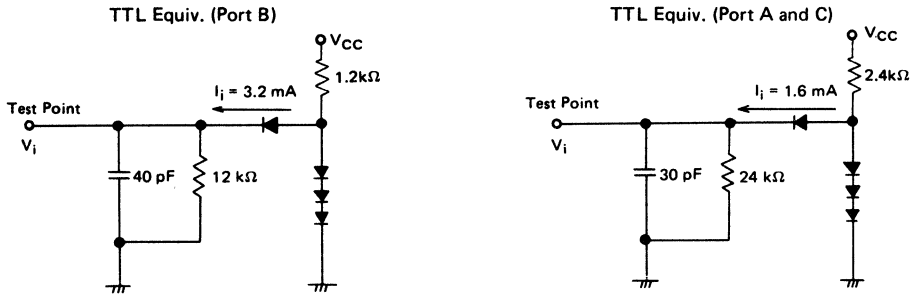 TTL Equiv. (Port B)
VCC
1.2kΩ
Ii = 3.2 mA
Test Point
Vi
40 pF
12 kΩ
TTL Equiv. (Port A and C)
VCC
2.4kΩ
Ii = 1.6 mA
Test Point
Vi
30 pF
24 kΩ